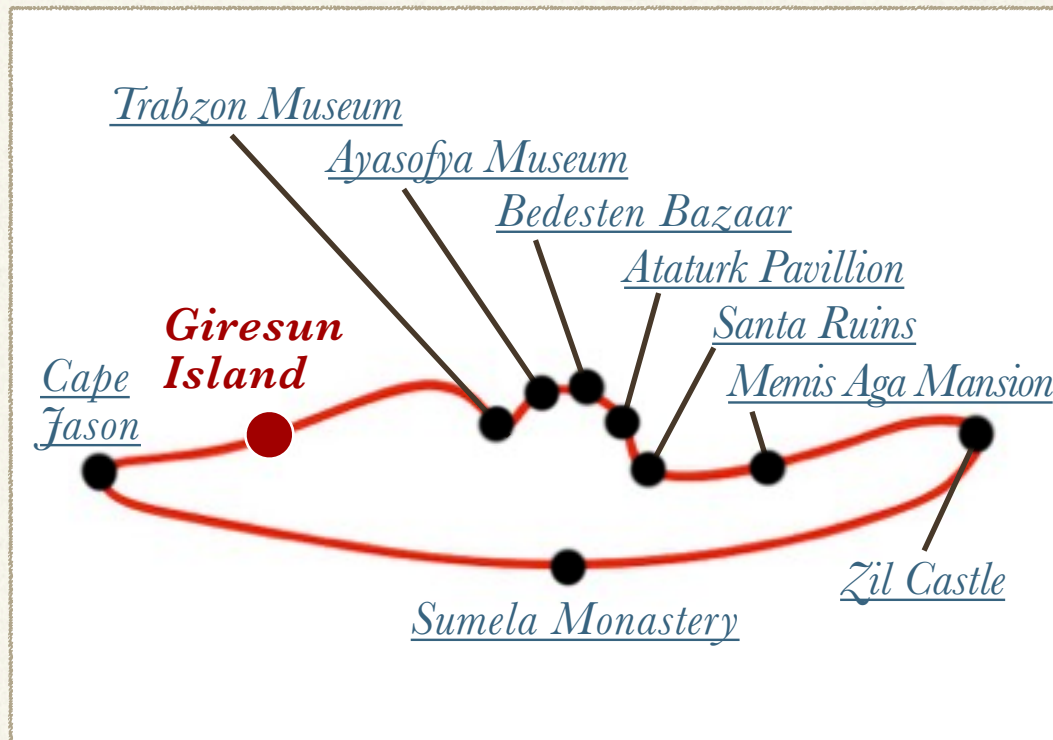 Trabzon Museum
Ayasofya Museum
Bedesten Bazaar
Ataturk Pavillion
Santa Ruins
Memis Aga Mansion
Giresun
Island
Cape
Jason
Zil Castle
Sumela Monastery